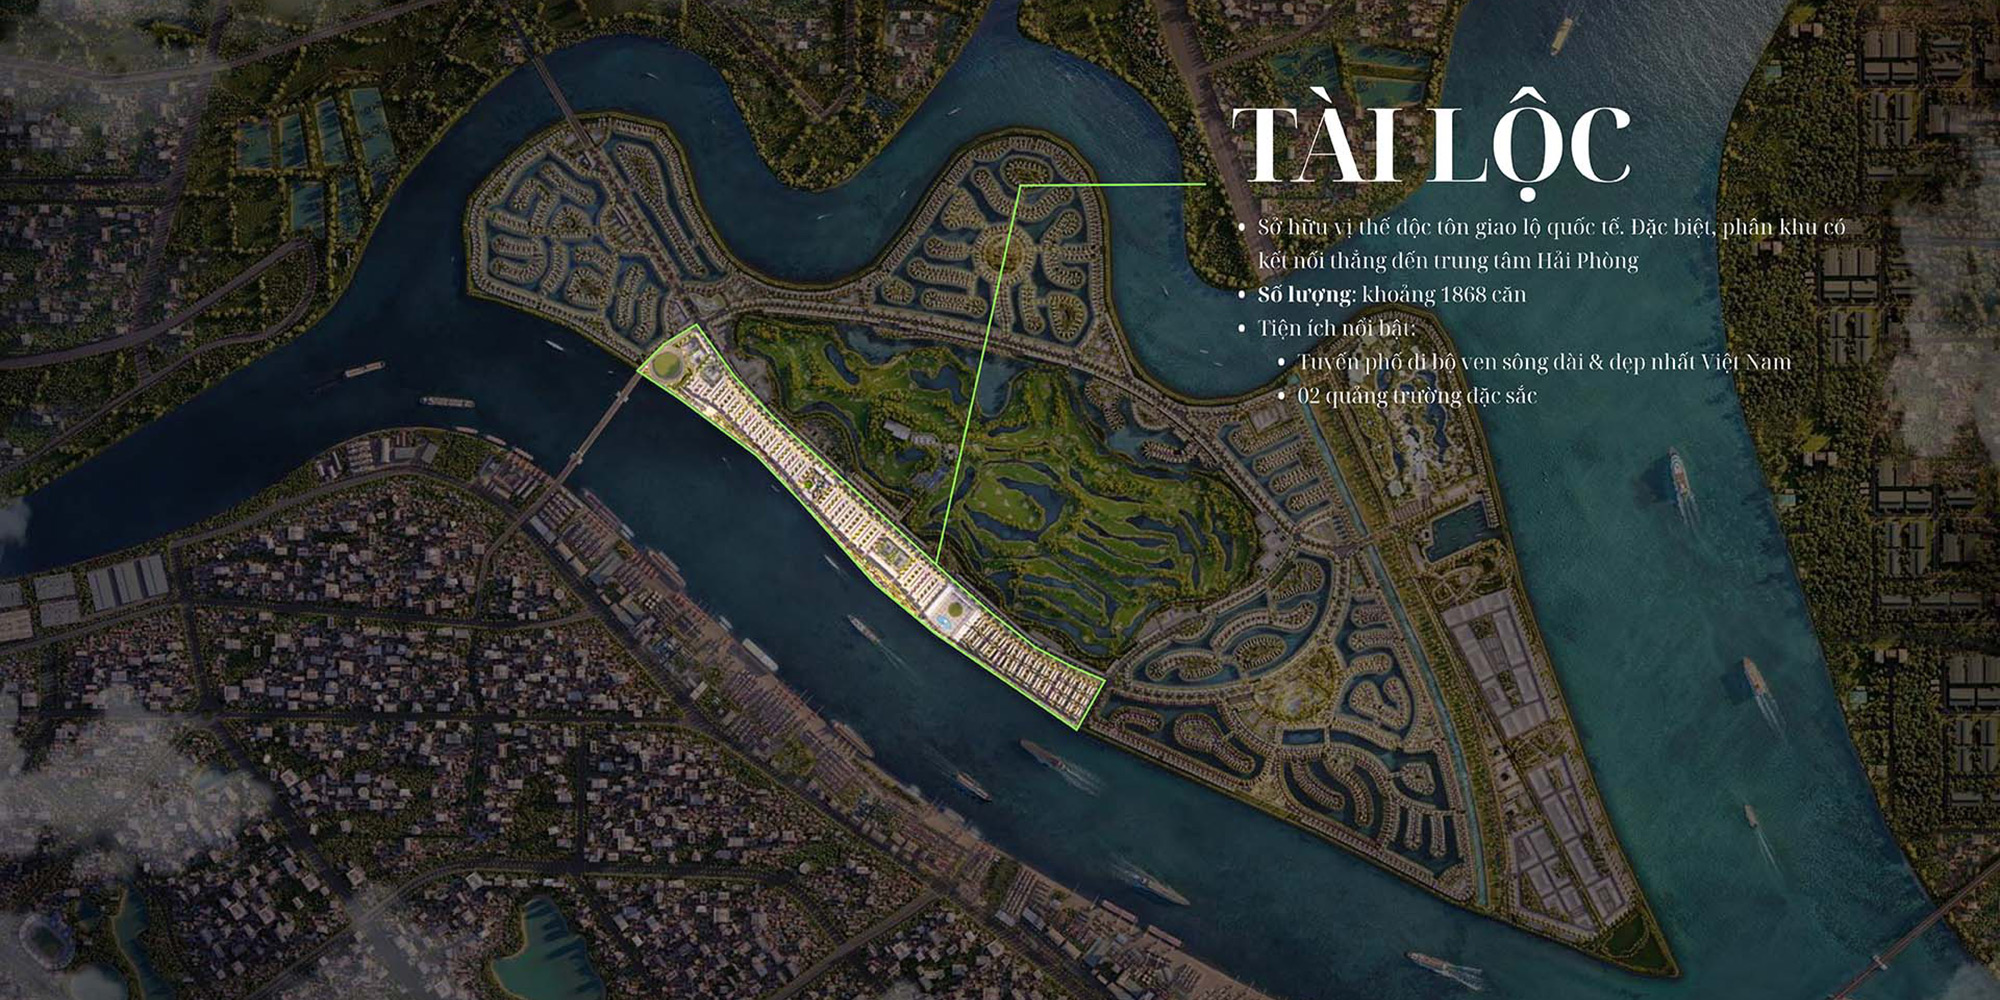 TÀI LỘC
• Sở hữu vị thế độc tôn giao lộ quốc tế. Đặc biệt, phân khu có
kết nối thẳng đến trung tâm Hải Phòng
• Số lượng: khoảng 1868 căn
• Tiện ích nổi bật:
• Tuyến phố đi bộ ven sông dài & đẹp nhất Việt Nam
• 02 quảng trường đặc sắc